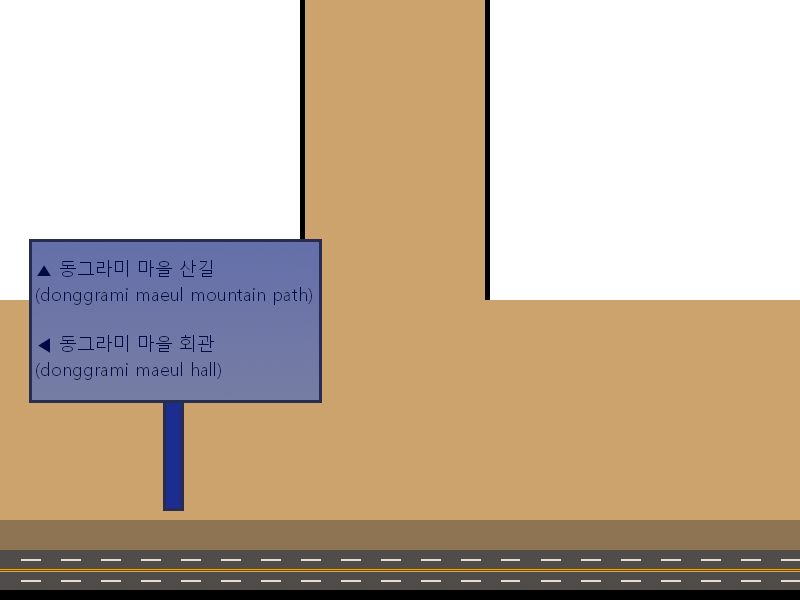 ▲ 동그라미 마을 산길
(donggrami maeul mountain path)
◀ 동그라미 마을 회관
(donggrami maeul hall)